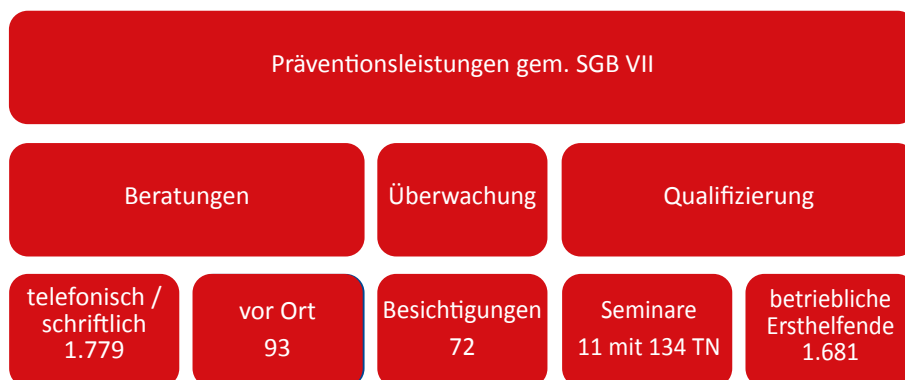 Präventionsleistungen gem. SGB VII
Beratungen
Überwachung
Qualifizierung
telefonisch /
schriftlich
1.779
vor Ort
93
Besichtigungen
72
Seminare
11 mit 134 TN
betriebliche
Ersthelfende
1.681